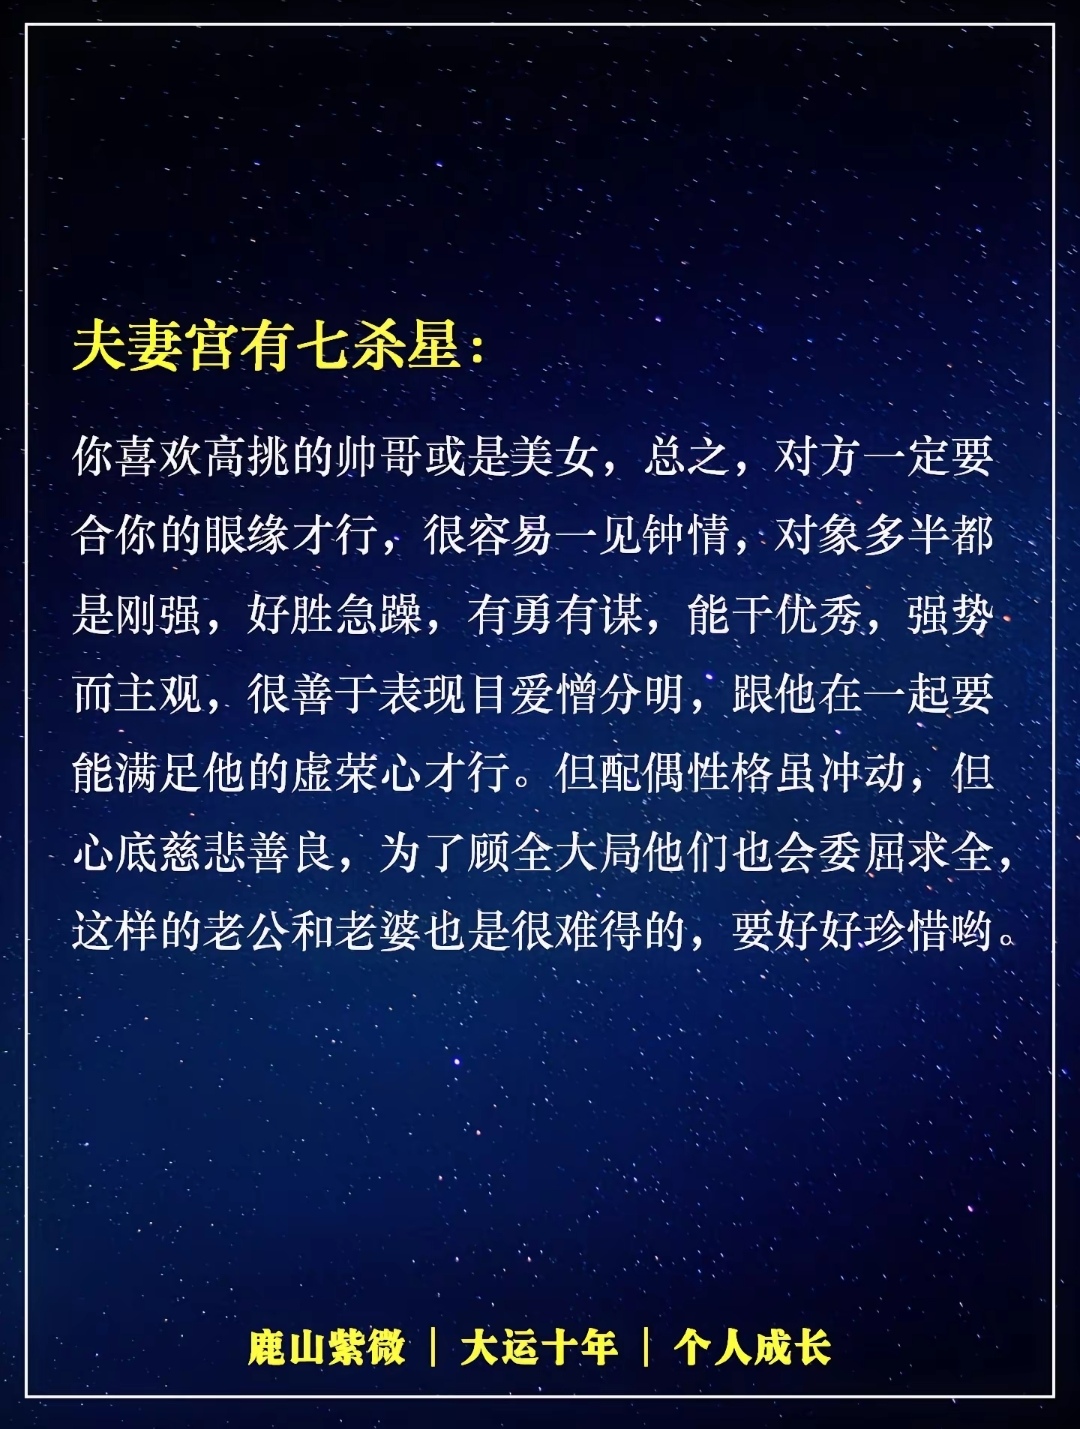 夫妻宫有七杀星：
你喜欢高挑的帅哥或是美女，总之，对方一定要
合你的眼缘才行，很容易一见钟情，对象多半都
是刚强，好胜急躁，有勇有谋，能干优秀，强势
而主观，很善于表现目爱憎分明，跟他在一起要
能满足他的虚荣心才行。但配偶性格虽冲动，但
心底慈悲善良，为了顾全大局他们也会委屈求全，
这样的老公和老婆也是很难得的，要好好珍惜哟。
鹿山紫微｜大运十年｜个人成长